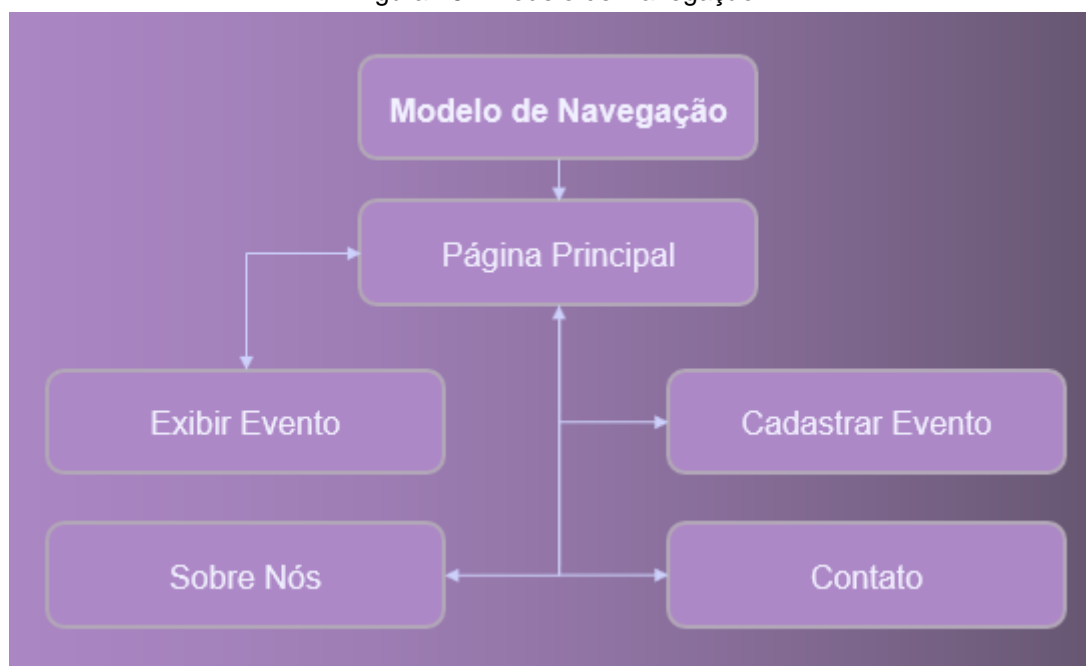 Modelo de Navegação
Página Principal
Exibir Evento
Cadastrar Evento
Sobre Nós
Contato